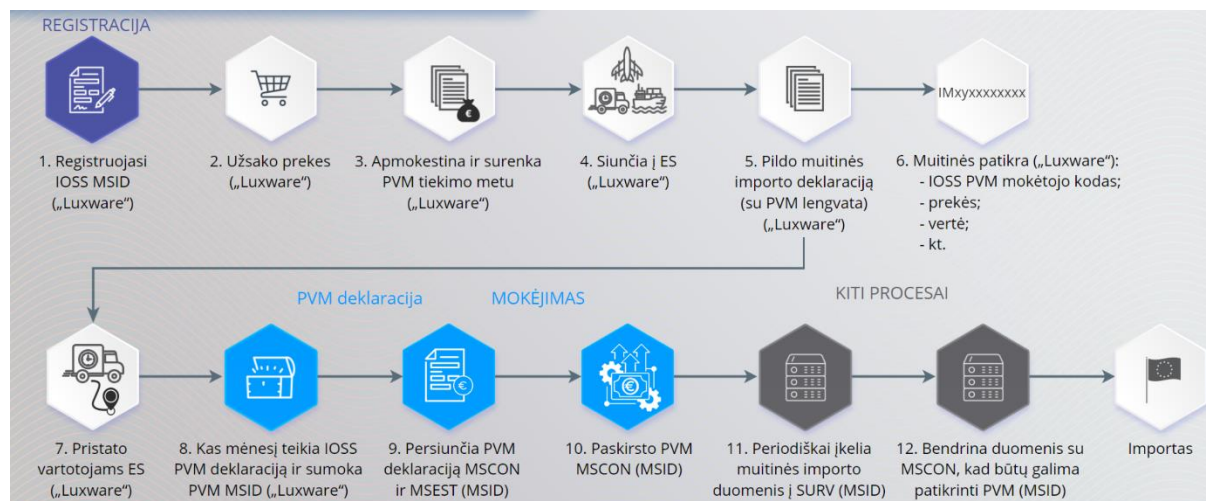 REGISTRACIJA
IMxyxxxxxxxx
1. Registruojasi
IOSS MSID
(„Luxware“)
2. Užsako prekes
(„Luxware“)
3. Apmokestina ir surenka
PVM tiekimo metu
(„Luxware“)
4. Siunčia į ES
(„Luxware“)
5. Pildo muitinės
importo deklaraciją
(su PVM lengvata)
(„Luxware“)
6. Muitinės patikra („Luxware“):
- IOSS PVM mokėtojo kodas;
- prekės;
- vertė;
- kt.
PVM deklaracija
MOKĖJIMAS
KITI PROCESAI
7. Pristato
vartotojams ES
(„Luxware“)
8. Kas mėnesį teikia IOSS
PVM deklaraciją ir sumoka
PVM MSID („Luxware“)
9. Persiunčia PVM
deklaraciją MSCON
ir MSEST (MSID)
10. Paskirsto PVM
MSCON (MSID)
11. Periodiškai įkelia
muitinės importo
duomenis į SURV (MSID)
12. Bendrina duomenis su
MSCON, kad būtų galima
patikrinti PVM (MSID)
Importas